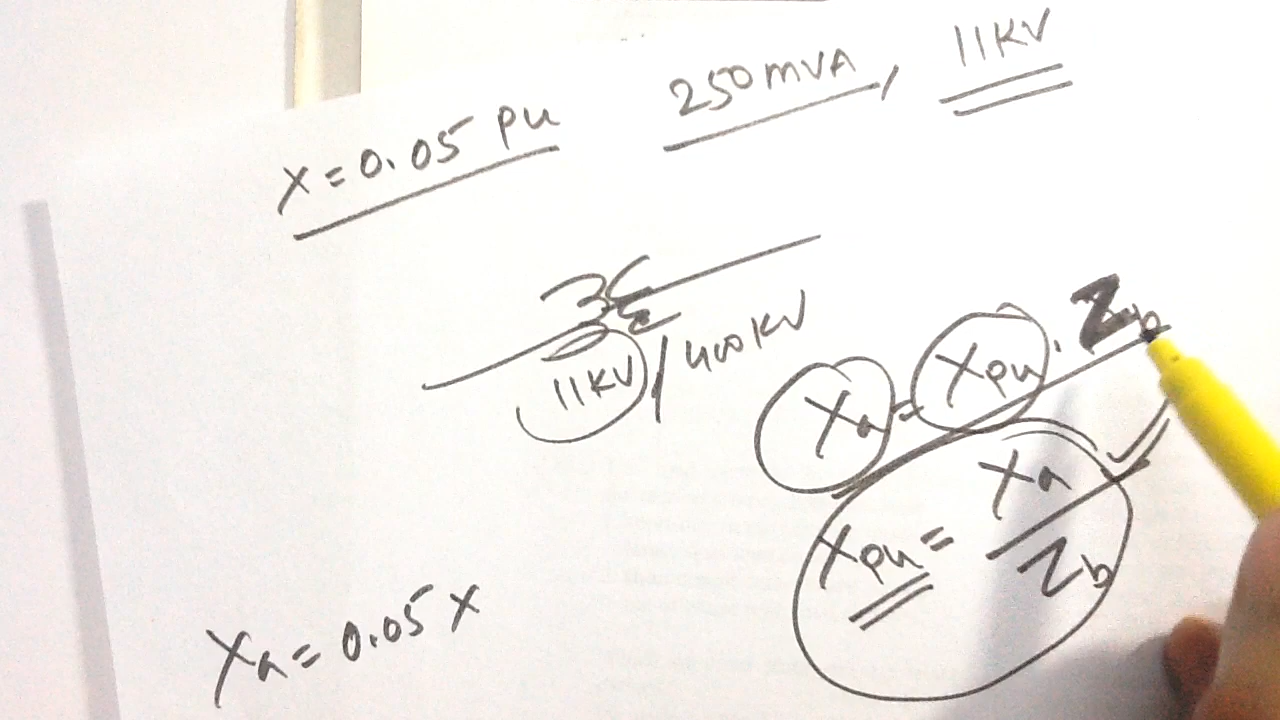 X = 0.05 pu
250 MVA, 11KV
11KV / 400KV
Xa = Xpu . Zb
Xpu = Xa / Zb
Xa = 0.05 X